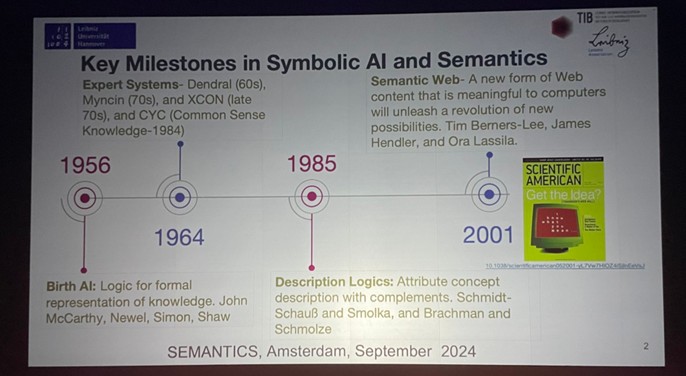 Leibniz
Universität
Hannover
TIB
Leibniz
Key Milestones in Symbolic AI and Semantics
Expert Systems- Dendral (60s),
Myncin (70s), and XCON (late
70s), and CYC (Common Sense
Knowledge-1984)
Semantic Web- A new form of Web
content that is meaningful to computers
will unleash a revolution of new
possibilities. Tim Berners-Lee, James
Hendler, and Ora Lassila.
1956
1985
1964
2001
SCIENTIFIC
AMERICAN
Get the Idea?
Birth AI: Logic for formal
representation of knowledge. John
McCarthy, Newel, Simon, Shaw
Description Logics: Attribute concept
description with complements. Schmidt-
Schauß and Smolka, and Brachman and
Schmolze
SEMANTICS, Amsterdam, September 2024
2